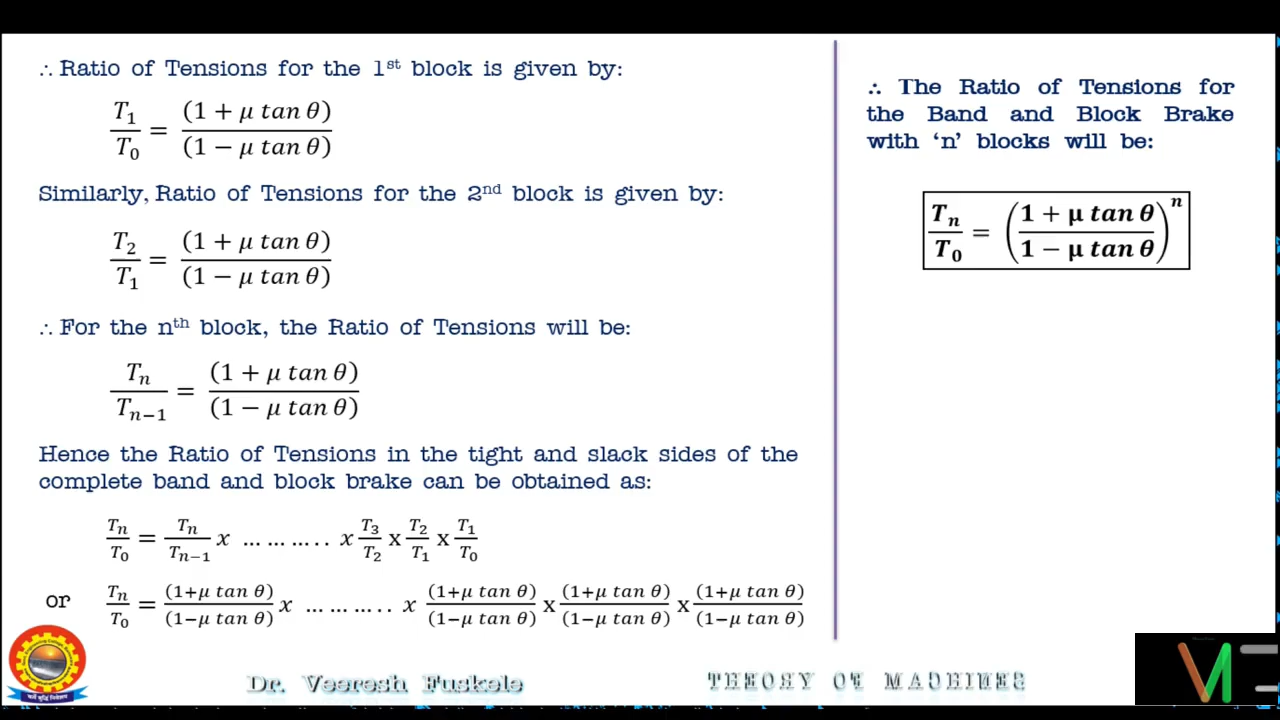 ∴ Ratio of Tensions for the 1st block is given by:
T1/T0 = (1 + μ tan θ)/(1 − μ tan θ)
Similarly, Ratio of Tensions for the 2nd block is given by:
T2/T1 = (1 + μ tan θ)/(1 − μ tan θ)
∴ For the nth block, the Ratio of Tensions will be:
Tn/Tn−1 = (1 + μ tan θ)/(1 − μ tan θ)
Hence the Ratio of Tensions in the tight and slack sides of the
complete band and block brake can be obtained as:
Tn/T0 = Tn/Tn−1 x ... ... ... .. x T3/T2 x T2/T1 x T1/T0
or Tn/T0 = (1+μ tan θ)/(1−μ tan θ) x ... ... ... .. x (1+μ tan θ)/(1−μ tan θ) x (1+μ tan θ)/(1−μ tan θ) x (1+μ tan θ)/(1−μ tan θ)
∴ The Ratio of Tensions for
the Band and Block Brake
with ‘n’ blocks will be:
Tn/T0 = ((1 + μ tan θ)/(1 − μ tan θ))^n
Dr. Veeresh Fuskele
THEORY OF MACHINES